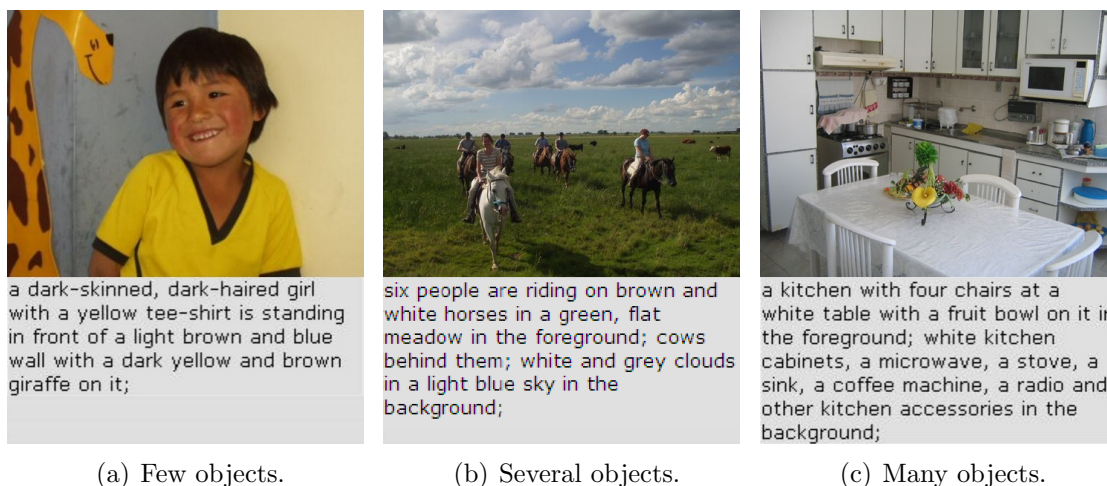 a dark-skinned, dark-haired girl
with a yellow tee-shirt is standing
in front of a light brown and blue
wall with a dark yellow and brown
giraffe on it;
six people are riding on brown and
white horses in a green, flat
meadow in the foreground; cows
behind them; white and grey clouds
in a light blue sky in the
background;
a kitchen with four chairs at a
white table with a fruit bowl on it in
the foreground; white kitchen
cabinets, a microwave, a stove, a
sink, a coffee machine, a radio and
other kitchen accessories in the
background;
(a) Few objects.
(b) Several objects.
(c) Many objects.